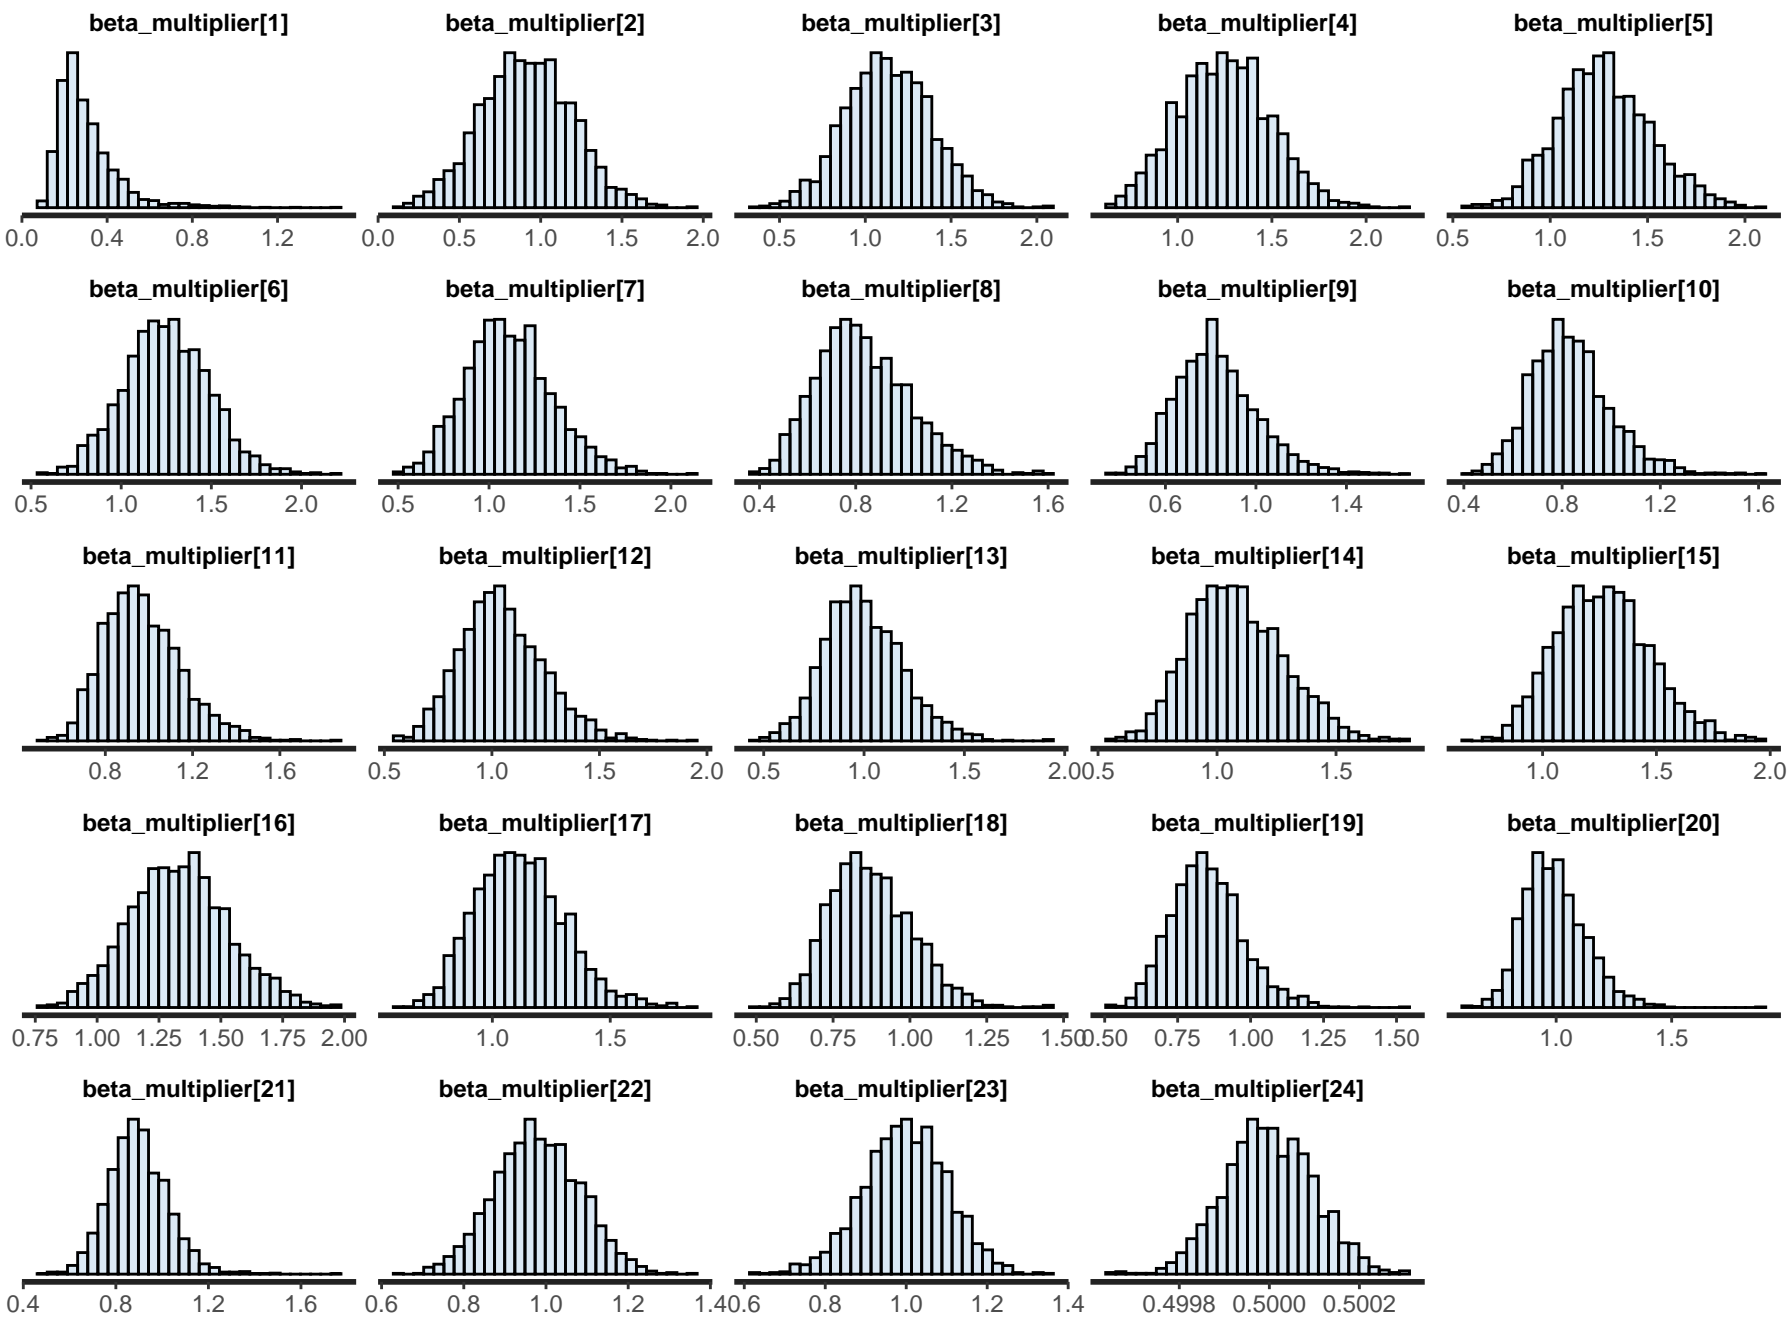 beta_multiplier[1] beta_multiplier[2] beta_multiplier[3] beta_multiplier[4] beta_multiplier[5]
0.0 0.4 0.8 1.2 0.0 0.5 1.0 1.5 2.0 0.5 1.0 1.5 2.0 1.0 1.5 2.0 0.5 1.0 1.5 2.0
beta_multiplier[6] beta_multiplier[7] beta_multiplier[8] beta_multiplier[9] beta_multiplier[10]
0.5 1.0 1.5 2.0 0.5 1.0 1.5 2.0 0.4 0.8 1.2 1.6 0.6 1.0 1.4 0.4 0.8 1.2 1.6
beta_multiplier[11] beta_multiplier[12] beta_multiplier[13] beta_multiplier[14] beta_multiplier[15]
0.8 1.2 1.6 0.5 1.0 1.5 2.0 0.5 1.0 1.5 2.0 0.5 1.0 1.5 1.0 1.5 2.0
beta_multiplier[16] beta_multiplier[17] beta_multiplier[18] beta_multiplier[19] beta_multiplier[20]
0.75 1.00 1.25 1.50 1.75 2.00 1.0 1.5 0.50 0.75 1.00 1.25 1.50 0.50 0.75 1.00 1.25 1.50 1.0 1.5
beta_multiplier[21] beta_multiplier[22] beta_multiplier[23] beta_multiplier[24]
0.4 0.8 1.2 1.6 0.6 0.8 1.0 1.2 1.4 0.6 0.8 1.0 1.2 1.4 0.4998 0.5000 0.5002